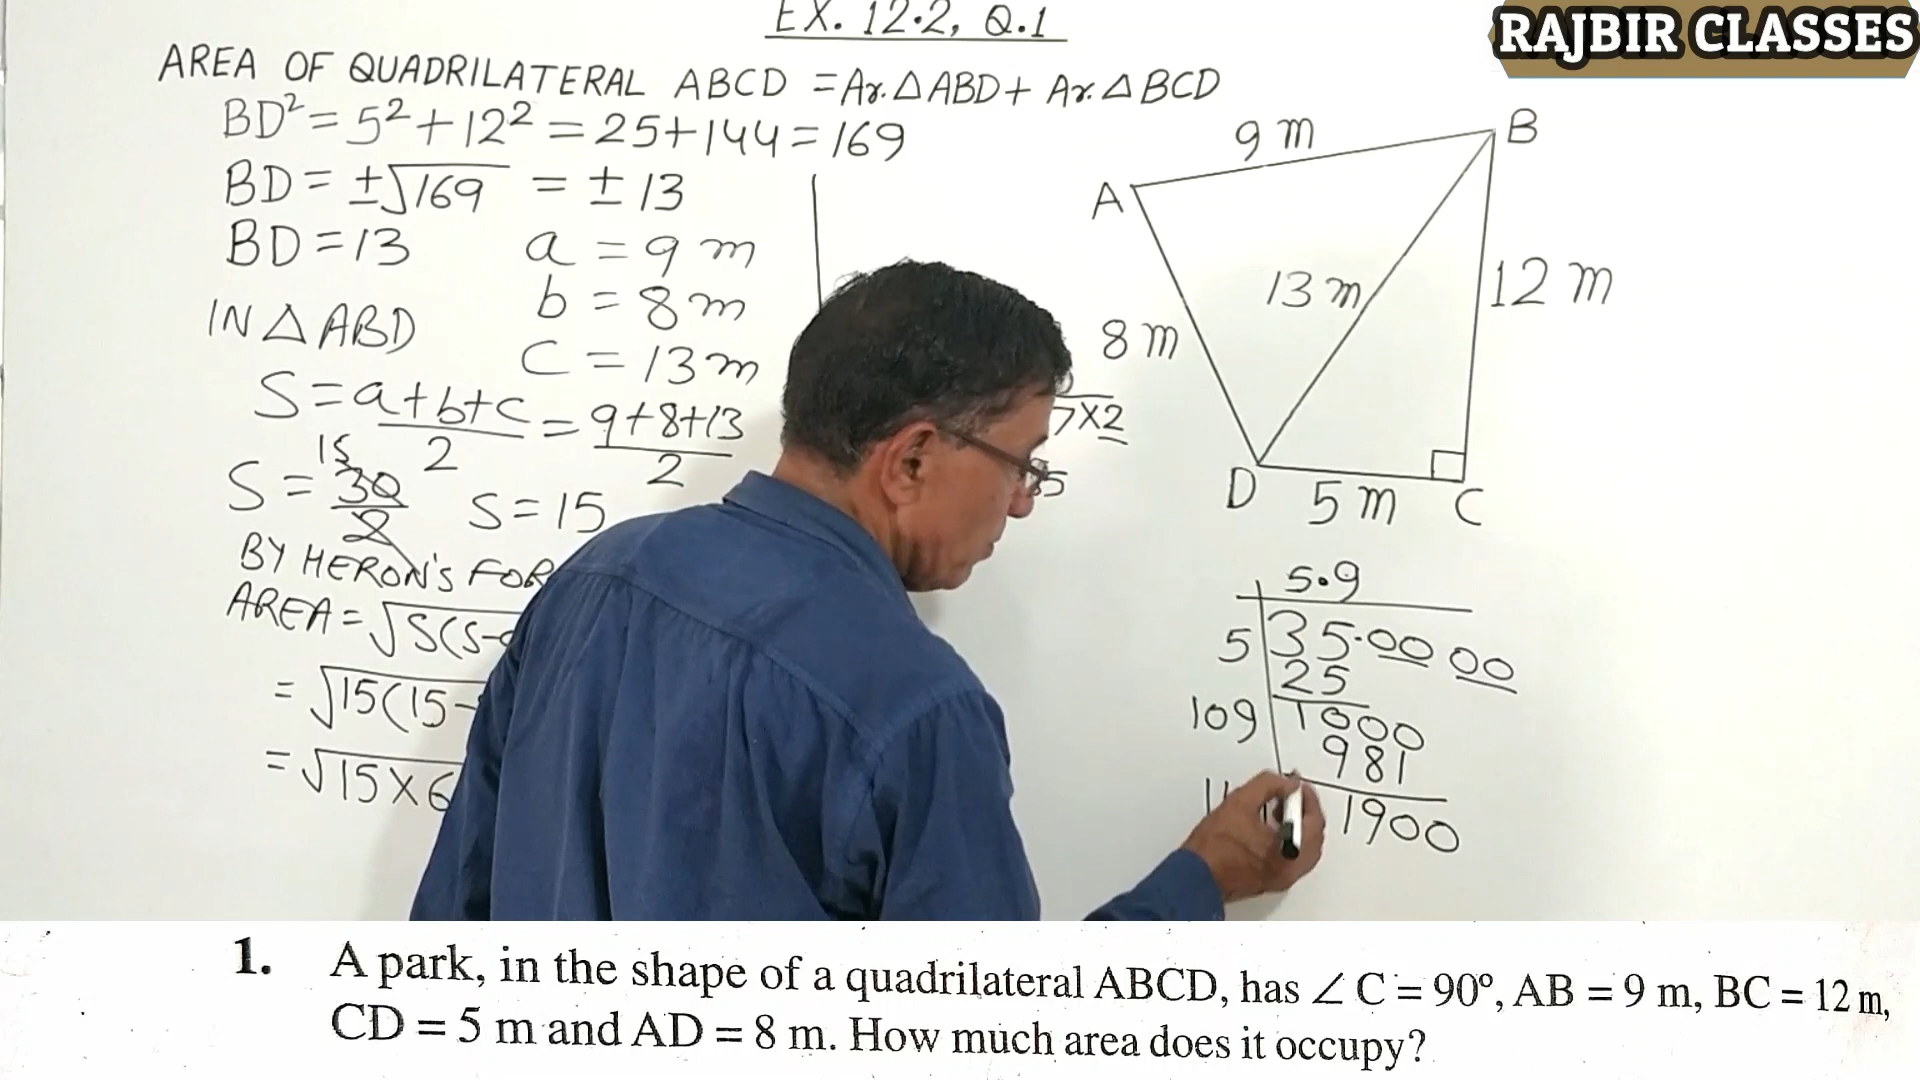 EX. 12.2, Q.1
RAJBIR CLASSES
AREA OF QUADRILATERAL ABCD = Ar. △ABD + Ar. △BCD
BD² = 5² + 12² = 25 + 144 = 169
BD = ±√169 = ± 13
BD = 13
a = 9 m
b = 8 m
C = 13 m
IN △ ABD
S = a+b+c/2 = 9+8+13/2
S = 30/2 15
S = 15
BY HERON'S
AREA = √S(S-
= √15(15-
= √15×6
×2
5
A
9 m
B
8 m
13 m
12 m
D
5 m
C
5.9
5 35.00 00
25
109 1000
981
1900
1. A park, in the shape of a quadrilateral ABCD, has ∠ C = 90º, AB = 9 m, BC = 12 m,
CD = 5 m and AD = 8 m. How much area does it occupy?